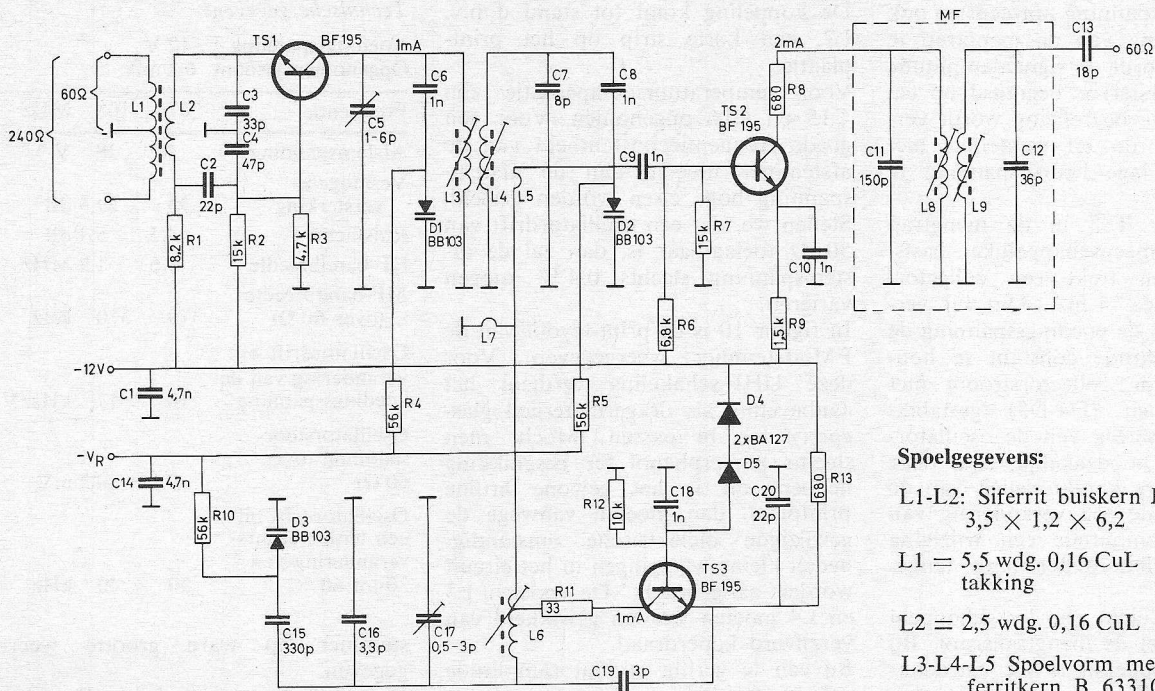 TS1
BF 195
1mA
2mA
MF
C13
60Ω
18p
60Ω
240Ω
L1
L2
C3
33p
C4
47p
C2
22p
C5
1-6p
C6
1n
C7
8p
C8
1n
R8
680
TS2
BF 195
C9
1n
C11
150p
L8
L9
C12
36p
L3
L4
L5
D1
BB103
D2
BB103
R7
15k
C10
1n
R1
8,2k
R2
15k
R3
4,7k
R6
6,8k
R9
1,5k
L7
-12V
C1
4,7n
R4
56k
R5
56k
D4
2xBA127
D5
-VR
C14
4,7n
R10
56k
D3
BB103
R12
18k
C18
1n
C20
22p
R13
680
TS3
BF 195
R11
33
1mA
C15
330p
C16
3,3p
C17
0,5-3p
L6
C19
3p
Spoelgegevens:
L1-L2: Siferrit buiskern
3,5 × 1,2 × 6,2
L1 = 5,5 wdg. 0,16 CuL
takking
L2 = 2,5 wdg. 0,16 CuL
L3-L4-L5 Spoelvorm me
ferritkern B 63310